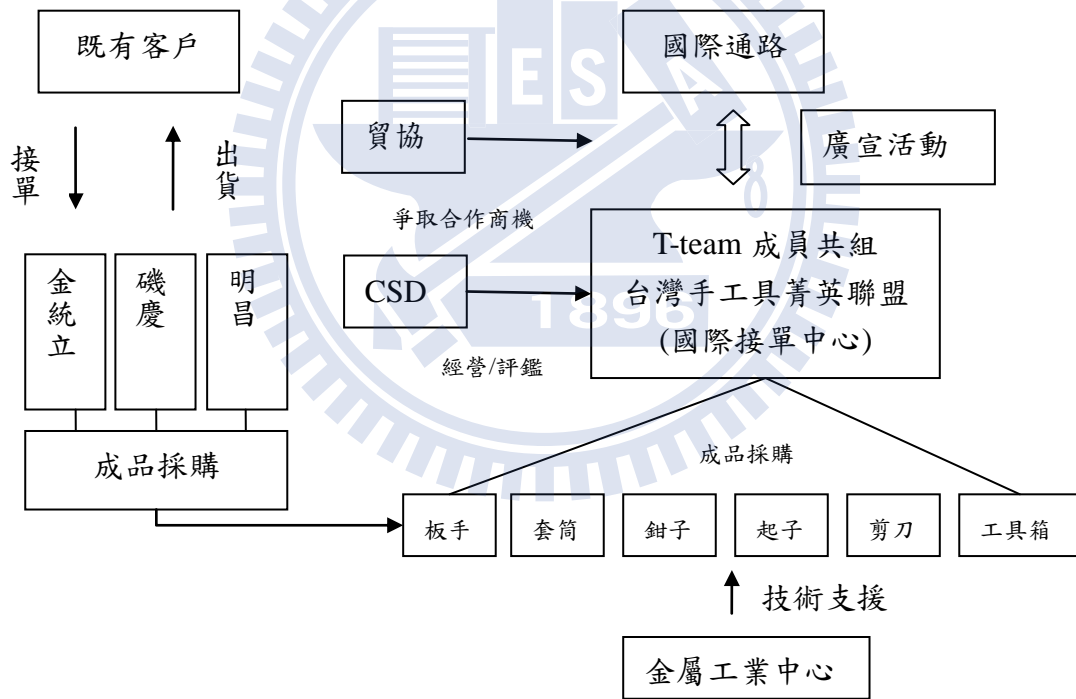 既有客戶
國際通路
貿協
廣宣活動
接單
出貨
爭取合作商機
T-team 成員共組
台灣手工具菁英聯盟
(國際接單中心)
金統立
磯慶
明昌
CSD
經營/評鑑
成品採購
成品採購
板手
套筒
鉗子
起子
剪刀
工具箱
技術支援
金屬工業中心
ESA
8
1896